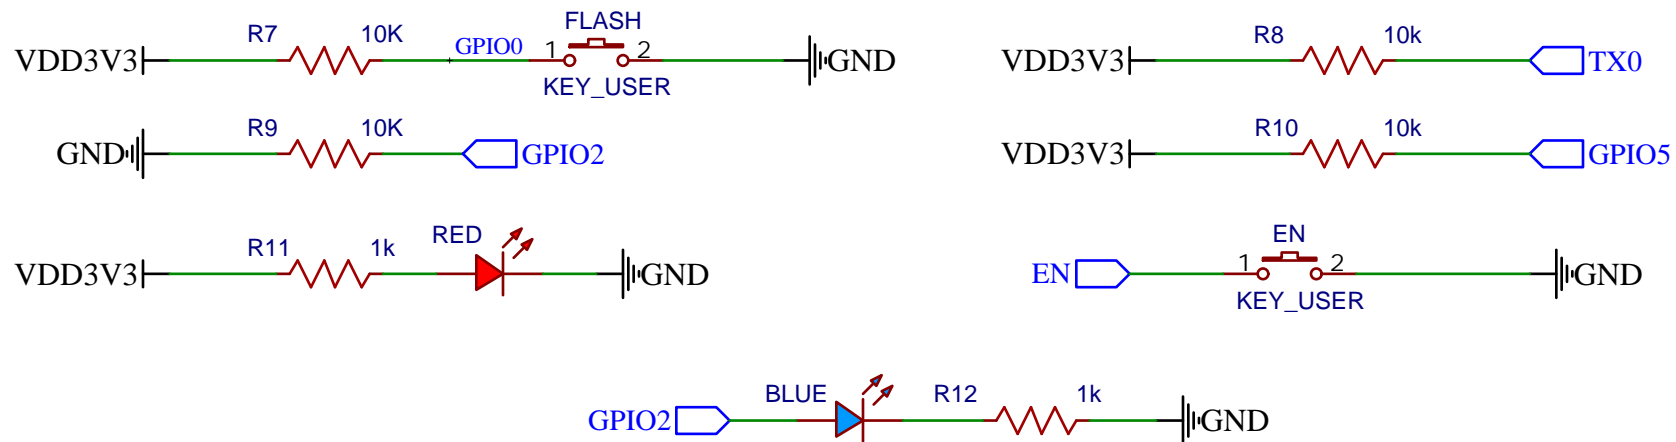 FLASH
R7 10K GPIO0 1 2
VDD3V3 GND
KEY_USER
R8 10k
VDD3V3 TX0
R9 10K
GND GPIO2
R10 10k
VDD3V3 GPIO5
R11 1k RED
VDD3V3 GND
EN
1 2
EN GND
KEY_USER
BLUE R12 1k
GPIO2 GND